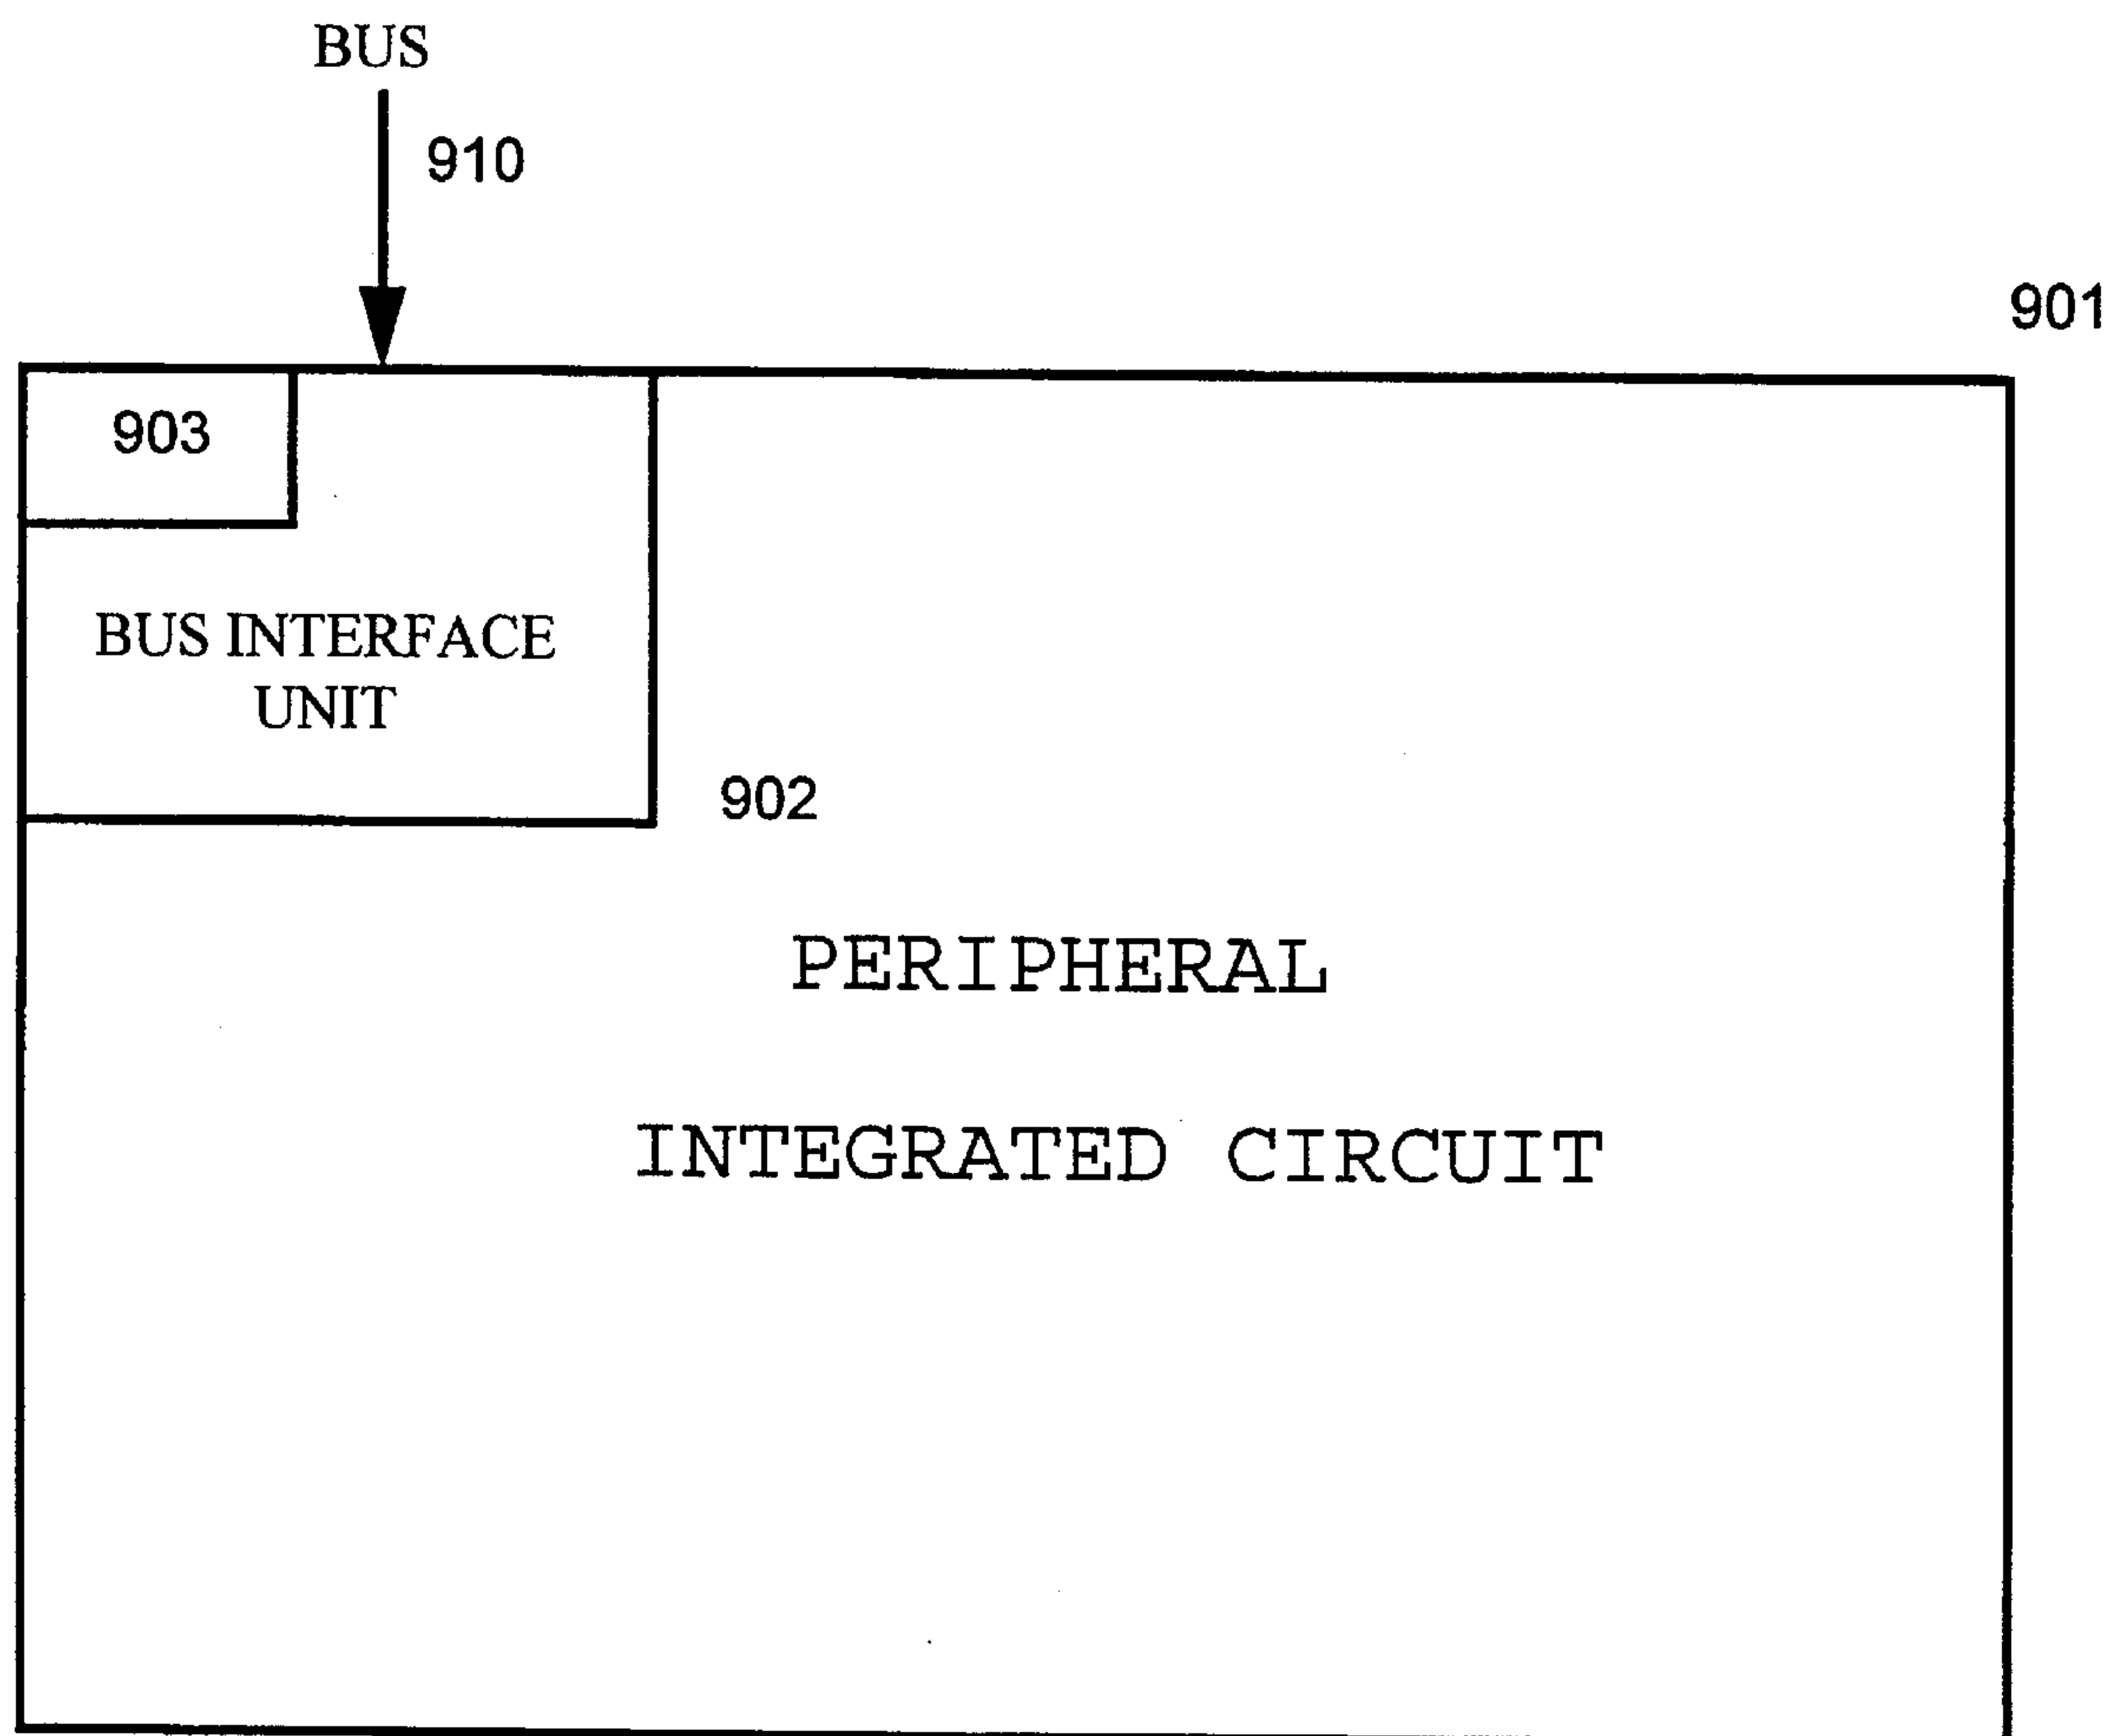 BUS
910
901
903
BUS INTERFACE
UNIT
902
PERIPHERAL
INTEGRATED CIRCUIT